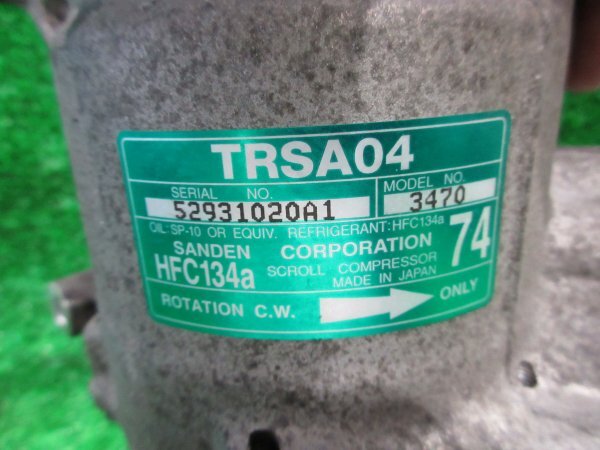 TRSA04
SERIAL NO. MODEL NO.
52931020A1 3470
OIL: SP-10 OR EQUIV. REFRIGERANT:HFC134a
SANDEN CORPORATION 74
HFC134a SCROLL COMPRESSOR
MADE IN JAPAN
ROTATION C.W. ONLY